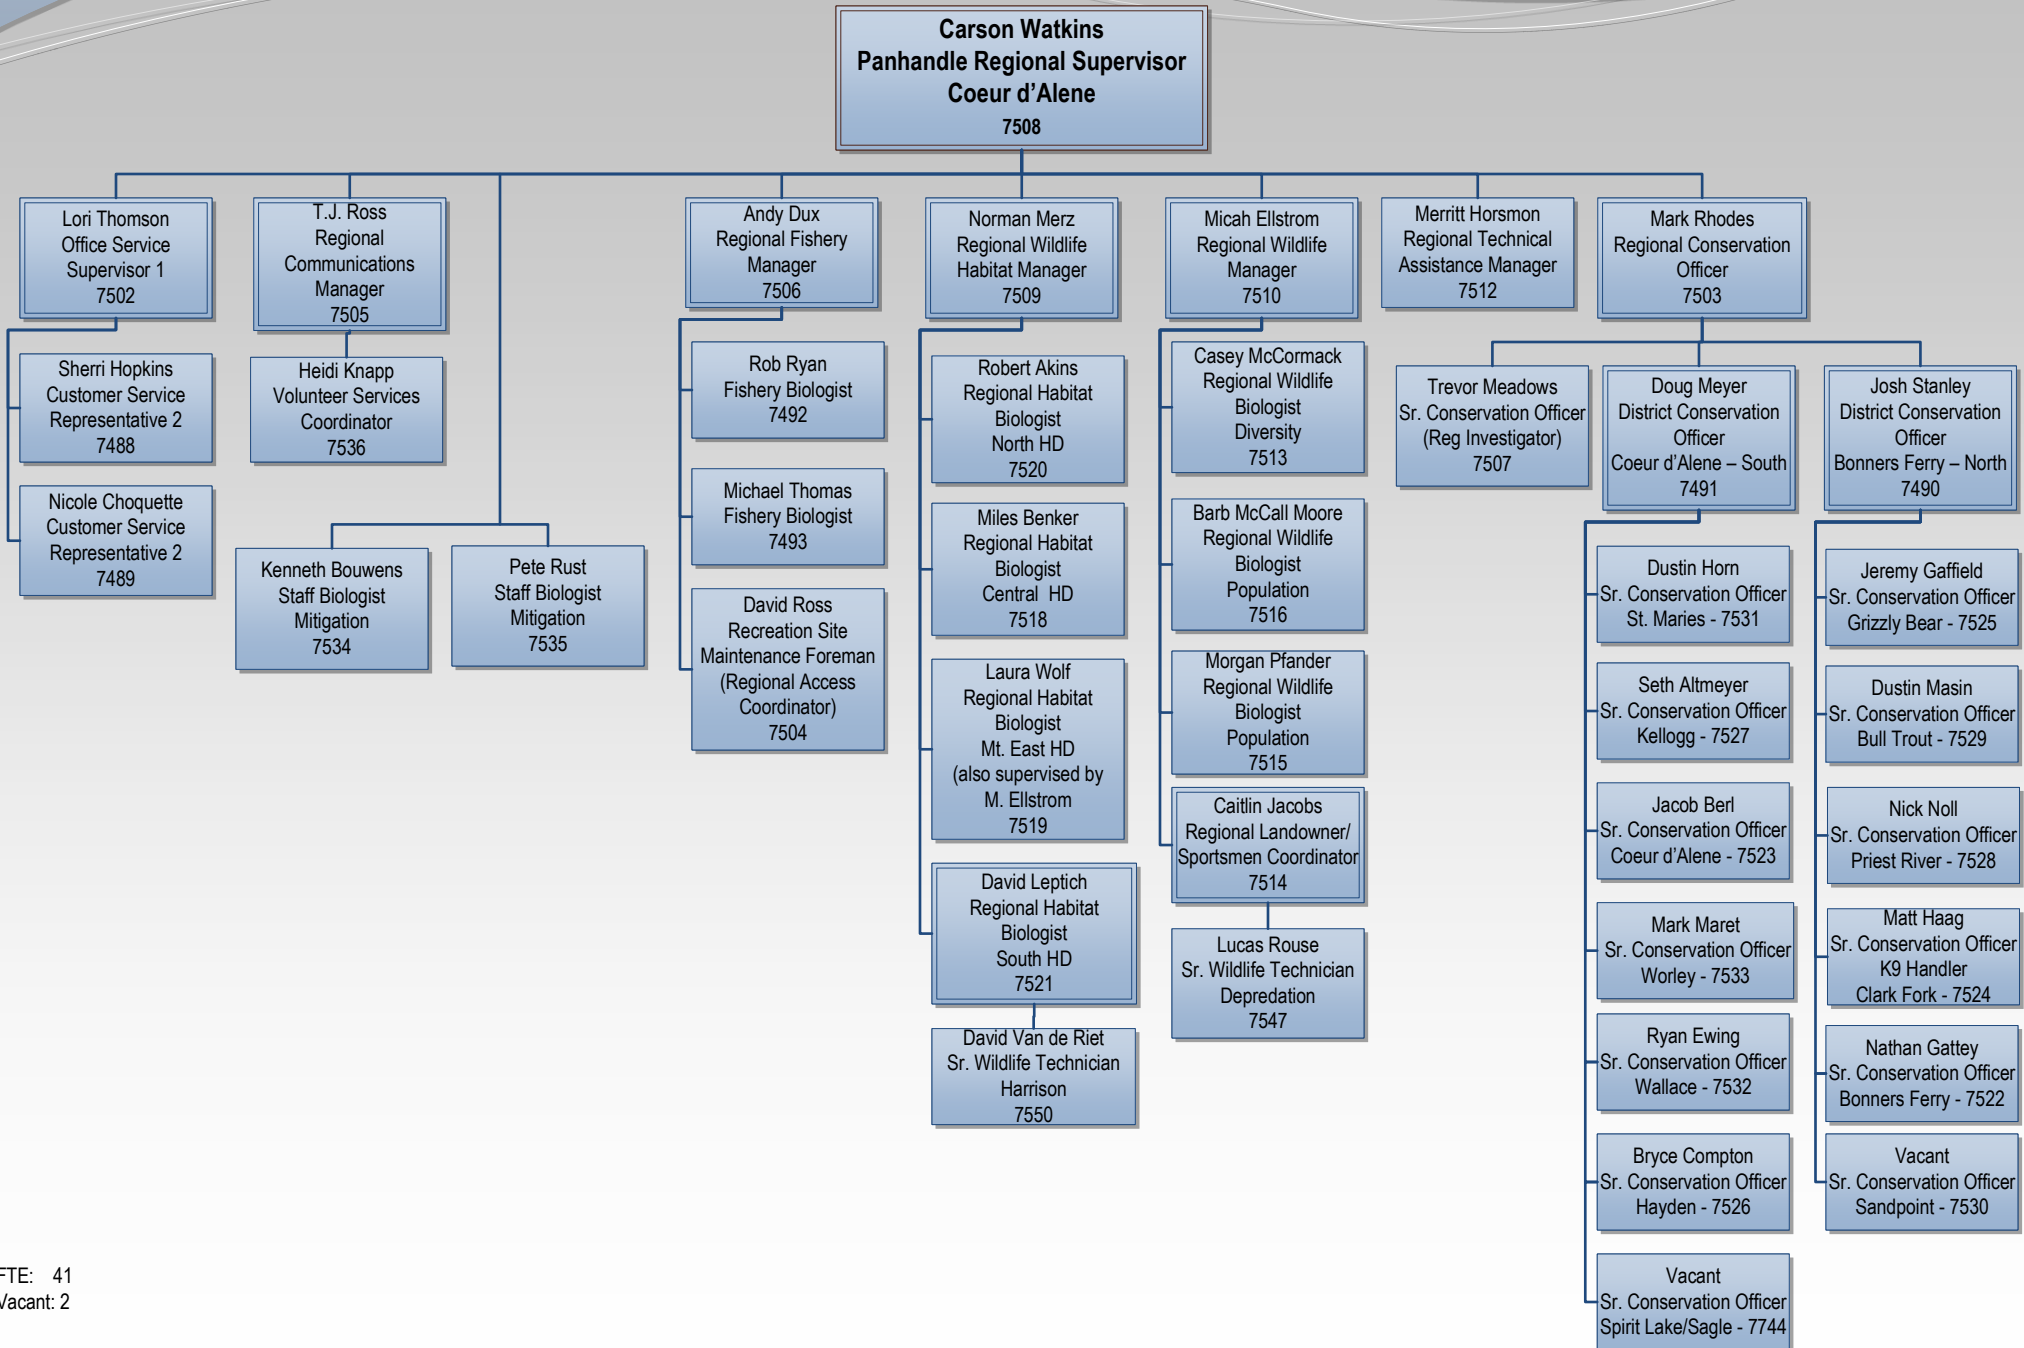 Carson Watkins
Panhandle Regional Supervisor
Coeur d’Alene
7508
Lori Thomson
Office Service
Supervisor 1
7502
T.J. Ross
Regional
Communications
Manager
7505
Andy Dux
Regional Fishery
Manager
7506
Norman Merz
Regional Wildlife
Habitat Manager
7509
Micah Ellstrom
Regional Wildlife
Manager
7510
Merritt Horsmon
Regional Technical
Assistance Manager
7512
Mark Rhodes
Regional Conservation
Officer
7503
Sherri Hopkins
Customer Service
Representative 2
7488
Nicole Choquette
Customer Service
Representative 2
7489
Heidi Knapp
Volunteer Services
Coordinator
7536
Kenneth Bouwens
Staff Biologist
Mitigation
7534
Pete Rust
Staff Biologist
Mitigation
7535
Rob Ryan
Fishery Biologist
7492
Michael Thomas
Fishery Biologist
7493
David Ross
Recreation Site
Maintenance Foreman
(Regional Access
Coordinator)
7504
Robert Akins
Regional Habitat
Biologist
North HD
7520
Miles Benker
Regional Habitat
Biologist
Central  HD
7518
Laura Wolf
Regional Habitat
Biologist
Mt. East HD
(also supervised by
M. Ellstrom
7519
David Leptich
Regional Habitat
Biologist
South HD
7521
David Van de Riet
Sr. Wildlife Technician
Harrison
7550
Casey McCormack
Regional Wildlife
Biologist
Diversity
7513
Barb McCall Moore
Regional Wildlife
Biologist
Population
7516
Morgan Pfander
Regional Wildlife
Biologist
Population
7515
Caitlin Jacobs
Regional Landowner/
Sportsmen Coordinator
7514
Lucas Rouse
Sr. Wildlife Technician
Depredation
7547
Trevor Meadows
Sr. Conservation Officer
(Reg Investigator)
7507
Doug Meyer
District Conservation
Officer
Coeur d’Alene – South
7491
Josh Stanley
District Conservation
Officer
Bonners Ferry – North
7490
Dustin Horn
Sr. Conservation Officer
St. Maries - 7531
Seth Altmeyer
Sr. Conservation Officer
Kellogg - 7527
Jacob Berl
Sr. Conservation Officer
Coeur d’Alene - 7523
Mark Maret
Sr. Conservation Officer
Worley - 7533
Ryan Ewing
Sr. Conservation Officer
Wallace - 7532
Bryce Compton
Sr. Conservation Officer
Hayden - 7526
Vacant
Sr. Conservation Officer
Spirit Lake/Sagle - 7744
Jeremy Gaffield
Sr. Conservation Officer
Grizzly Bear - 7525
Dustin Masin
Sr. Conservation Officer
Bull Trout - 7529
Nick Noll
Sr. Conservation Officer
Priest River - 7528
Matt Haag
Sr. Conservation Officer
K9 Handler
Clark Fork - 7524
Nathan Gattey
Sr. Conservation Officer
Bonners Ferry - 7522
Vacant
Sr. Conservation Officer
Sandpoint - 7530
FTE:   41
Vacant: 2